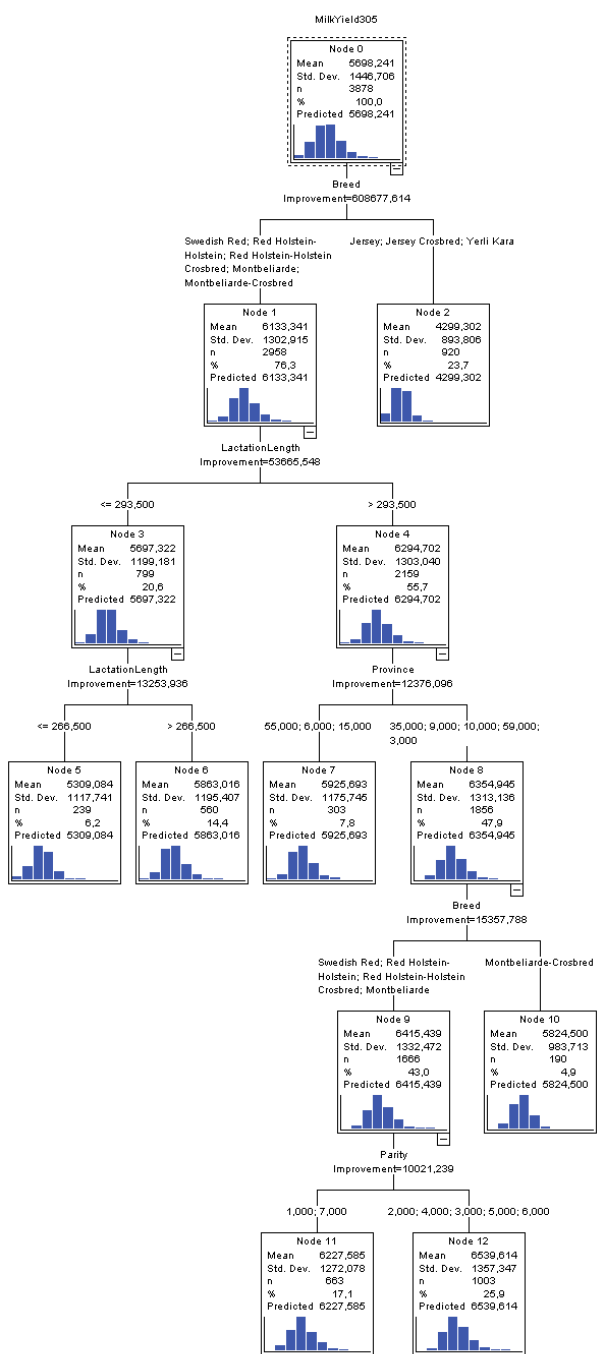 MilkYield305
Node 0
Mean 5698,241
Std. Dev. 1446,706
n 3878
% 100,0
Predicted 5698,241
Breed
Improvement=608677,614
Swedish Red; Red Holstein-
Holstein; Red Holstein-Holstein
Crosbred; Montbeliarde;
Montbeliarde-Crosbred
Jersey; Jersey Crosbred; Yerli Kara
Node 1
Mean 6133,341
Std. Dev. 1302,915
n 2958
% 76,3
Predicted 6133,341
Node 2
Mean 4299,302
Std. Dev. 893,806
n 920
% 23,7
Predicted 4299,302
LactationLength
Improvement=53665,548
<= 293,500
> 293,500
Node 3
Mean 5697,322
Std. Dev. 1199,181
n 799
% 20,6
Predicted 5697,322
Node 4
Mean 6294,702
Std. Dev. 1303,040
n 2159
% 55,7
Predicted 6294,702
LactationLength
Improvement=13253,936
Province
Improvement=12376,096
<= 266,500
> 266,500
55,000; 6,000; 15,000
35,000; 9,000; 10,000; 59,000;
3,000
Node 5
Mean 5309,084
Std. Dev. 1117,741
n 239
% 6,2
Predicted 5309,084
Node 6
Mean 5863,016
Std. Dev. 1195,407
n 560
% 14,4
Predicted 5863,016
Node 7
Mean 5925,693
Std. Dev. 1175,745
n 303
% 7,8
Predicted 5925,693
Node 8
Mean 6354,945
Std. Dev. 1313,136
n 1856
% 47,9
Predicted 6354,945
Breed
Improvement=15357,788
Swedish Red; Red Holstein-
Holstein; Red Holstein-Holstein
Crosbred; Montbeliarde
Montbeliarde-Crosbred
Node 9
Mean 6415,439
Std. Dev. 1332,472
n 1666
% 43,0
Predicted 6415,439
Node 10
Mean 5824,500
Std. Dev. 983,713
n 190
% 4,9
Predicted 5824,500
Parity
Improvement=10021,239
1,000; 7,000
2,000; 4,000; 3,000; 5,000; 6,000
Node 11
Mean 6227,585
Std. Dev. 1272,078
n 663
% 17,1
Predicted 6227,585
Node 12
Mean 6539,614
Std. Dev. 1357,347
n 1003
% 25,9
Predicted 6539,614